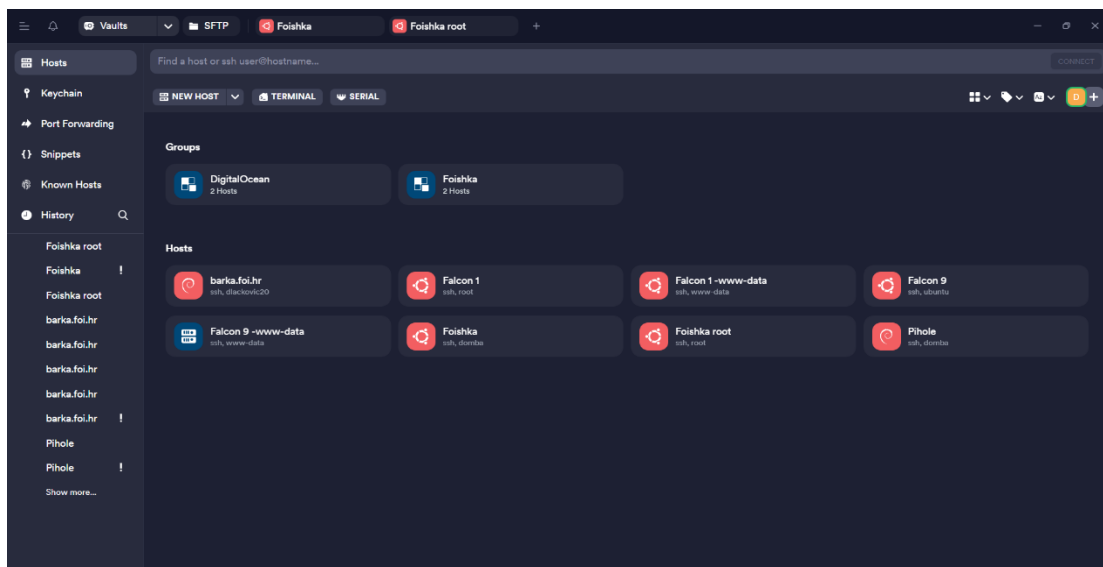 Vaults
SFTP
Foishka
Foishka root
Hosts
Find a host or ssh user@hostname...
CONNECT
Keychain
Port Forwarding
Snippets
Known Hosts
History
Foishka root
Foishka !
Foishka root
barka.foi.hr
barka.foi.hr
barka.foi.hr
barka.foi.hr
barka.foi.hr !
Pihole
Pihole !
Show more...
NEW HOST
TERMINAL
SERIAL
D
Groups
DigitalOcean
2 Hosts
Foishka
2 Hosts
Hosts
barka.foi.hr
ssh, dlackovic20
Falcon 1
ssh, root
Falcon 1 -www-data
ssh, www-data
Falcon 9
ssh, ubuntu
Falcon 9 -www-data
ssh, www-data
Foishka
ssh, domba
Foishka root
ssh, root
Pihole
ssh, domba